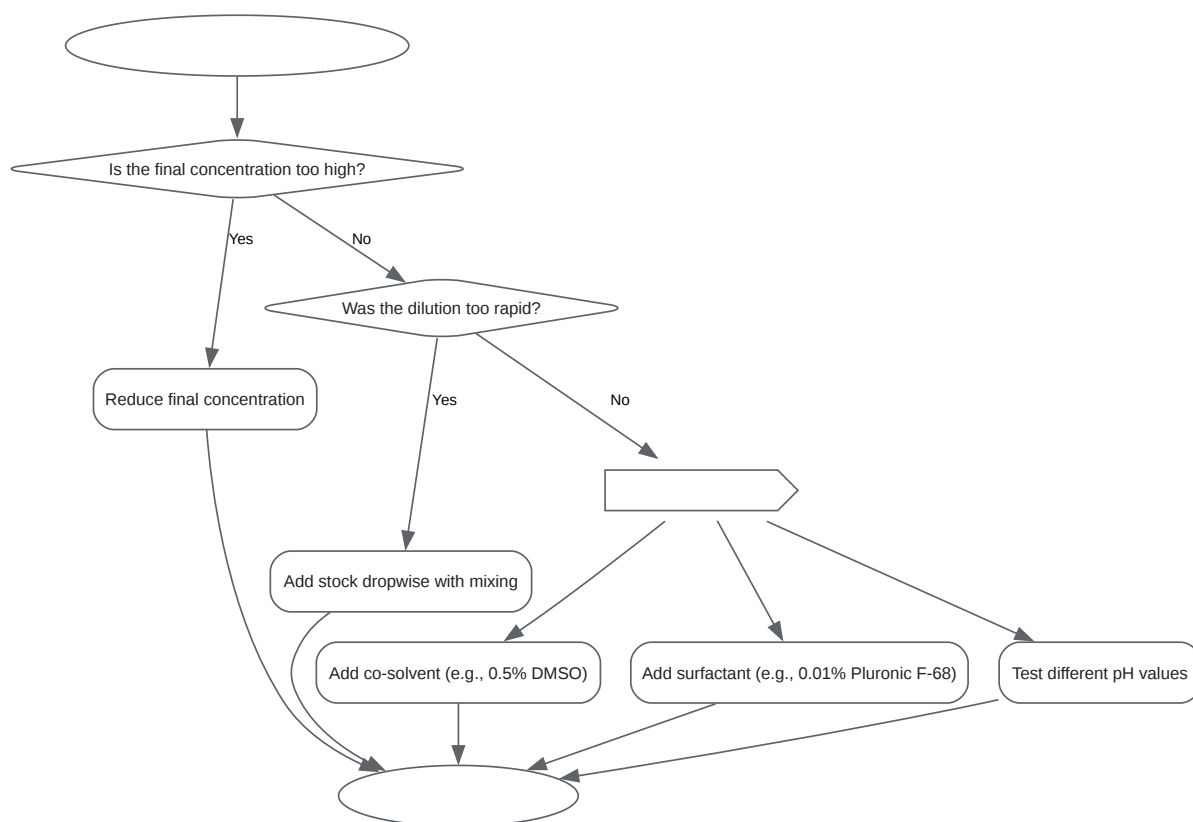 Is the final concentration too high?
Yes
No
Was the dilution too rapid?
Reduce final concentration
Yes
No
Add stock dropwise with mixing
Add co-solvent (e.g., 0.5% DMSO)
Add surfactant (e.g., 0.01% Pluronic F-68)
Test different pH values